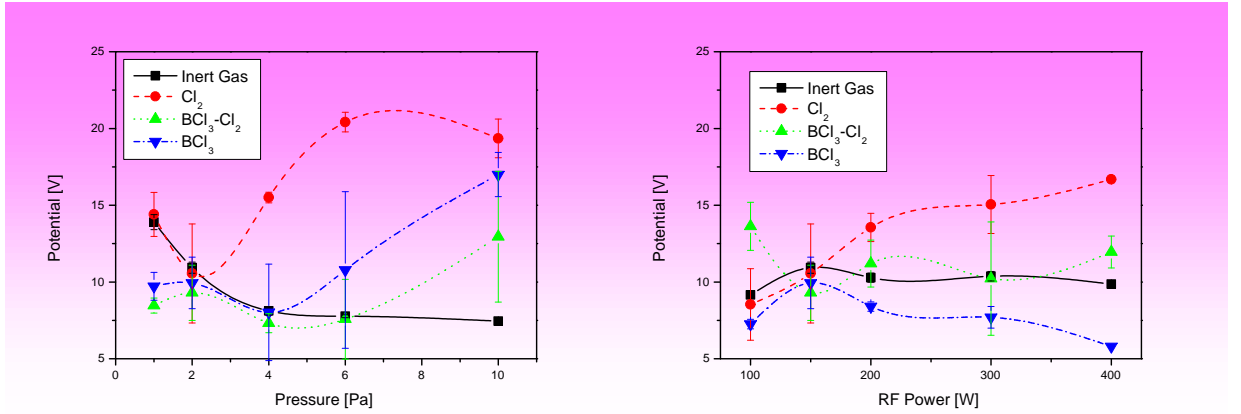 25
20
15
10
5
Potential [V]
Inert Gas
Cl2
BCl3-Cl2
BCl3
0 2 4 6 8 10
Pressure [Pa]
25
20
15
10
5
Potential [V]
Inert Gas
Cl2
BCl3-Cl2
BCl3
100 200 300 400
RF Power [W]